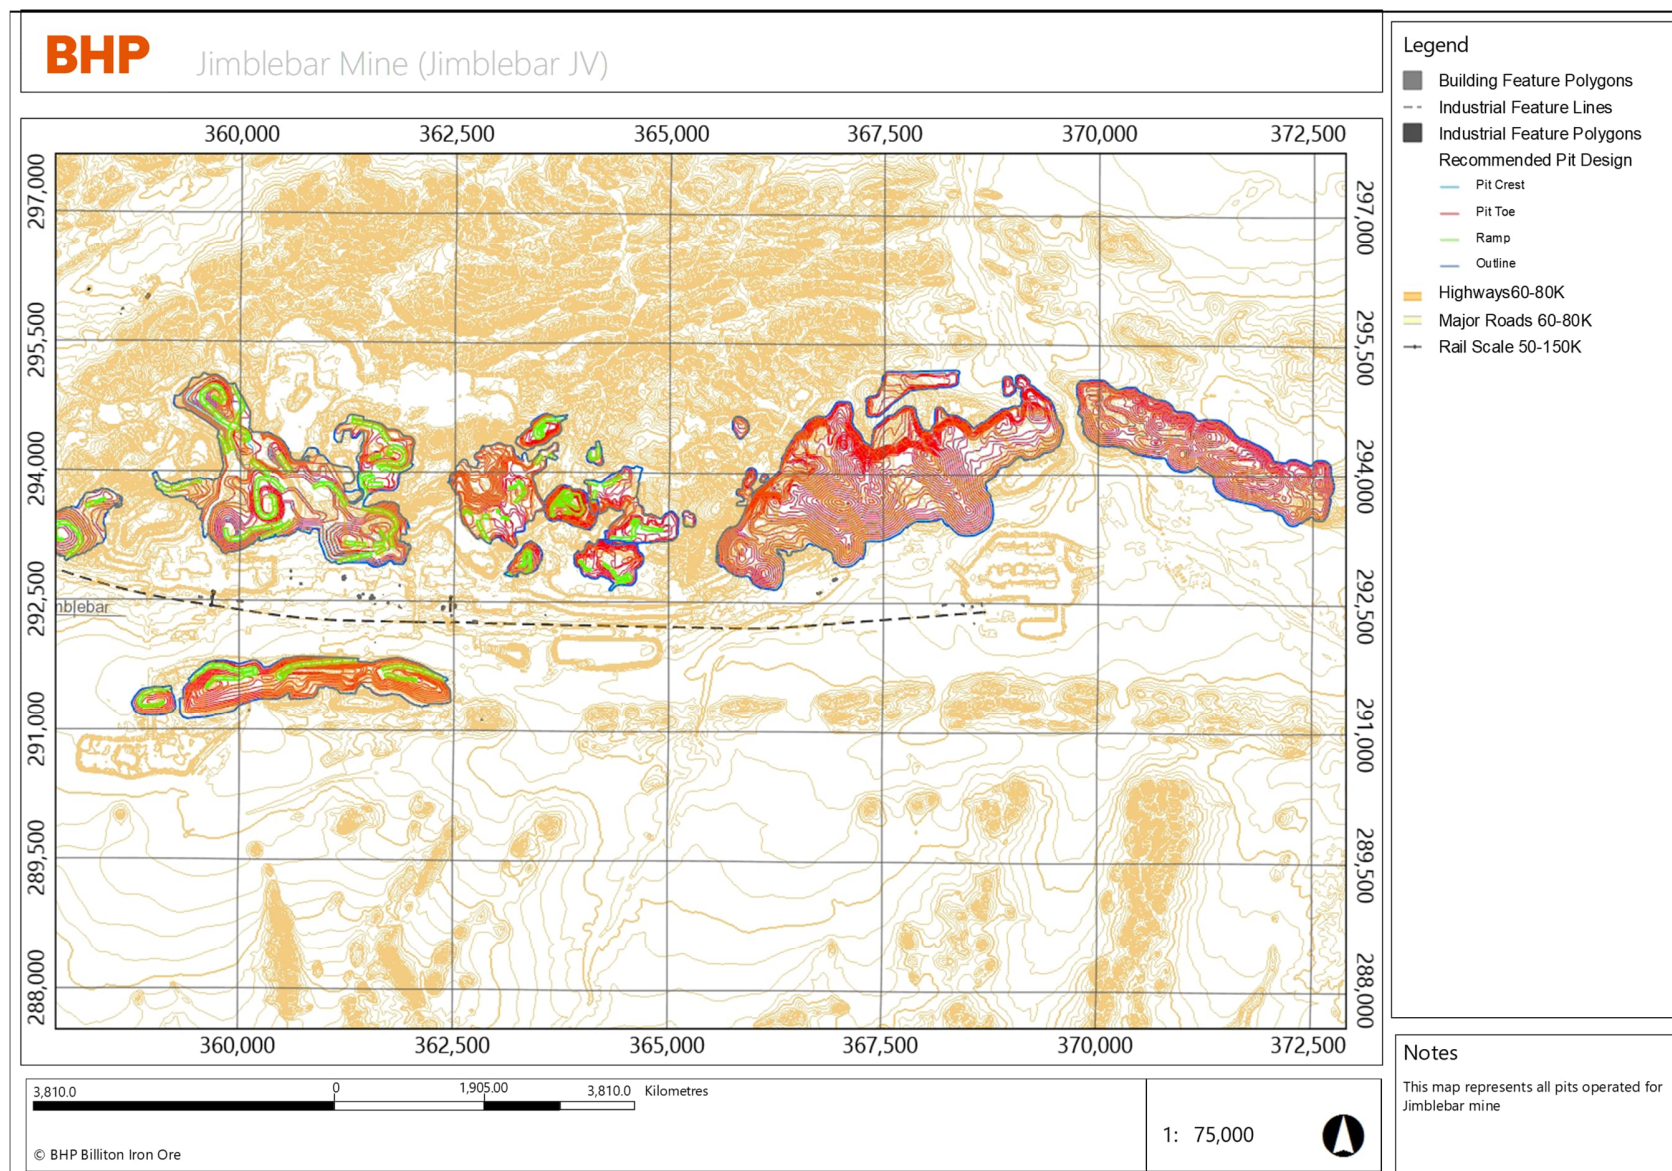 BHP
Jimblebar Mine (Jimblebar JV)
360,000 362,500 365,000 367,500 370,000 372,500
297,000 297,000
295,500 295,500
294,000 294,000
292,500 292,500
mblebar
291,000 291,000
289,500 289,500
288,000 288,000
360,000 362,500 365,000 367,500 370,000 372,500
3,810.0 0 1,905.00 3,810.0 Kilometres
© BHP Billiton Iron Ore
1: 75,000
Legend
Building Feature Polygons
Industrial Feature Lines
Industrial Feature Polygons
Recommended Pit Design
Pit Crest
Pit Toe
Ramp
Outline
Highways60-80K
Major Roads 60-80K
Rail Scale 50-150K
Notes
This map represents all pits operated for
Jimblebar mine